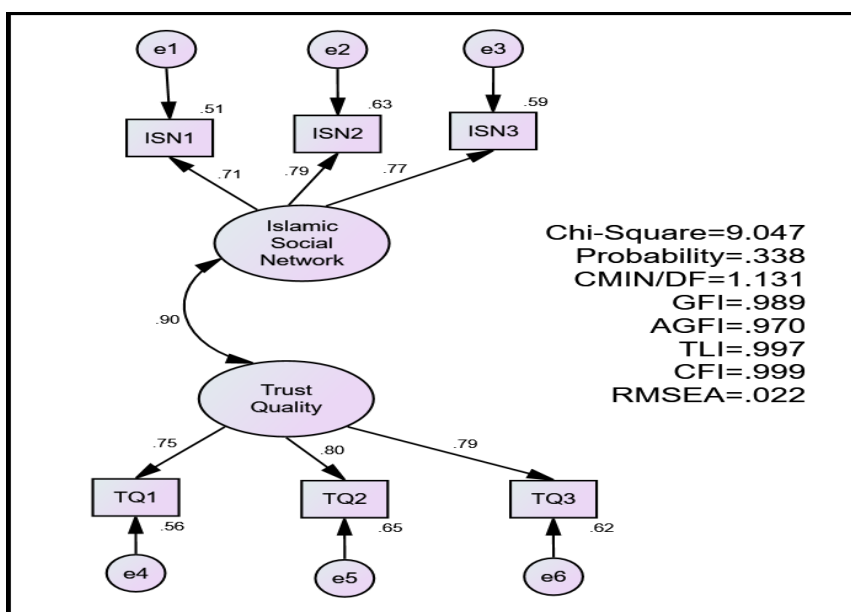 e1
e2
e3
.51
.63
.59
ISN1
ISN2
ISN3
.71
.79
.77
Islamic
Social
Network
Chi-Square=9.047
Probability=.338
CMIN/DF=1.131
GFI=.989
AGFI=.970
TLI=.997
CFI=.999
RMSEA=.022
.90
Trust
Quality
.75
.80
.79
TQ1
TQ2
TQ3
.56
.65
.62
e4
e5
e6